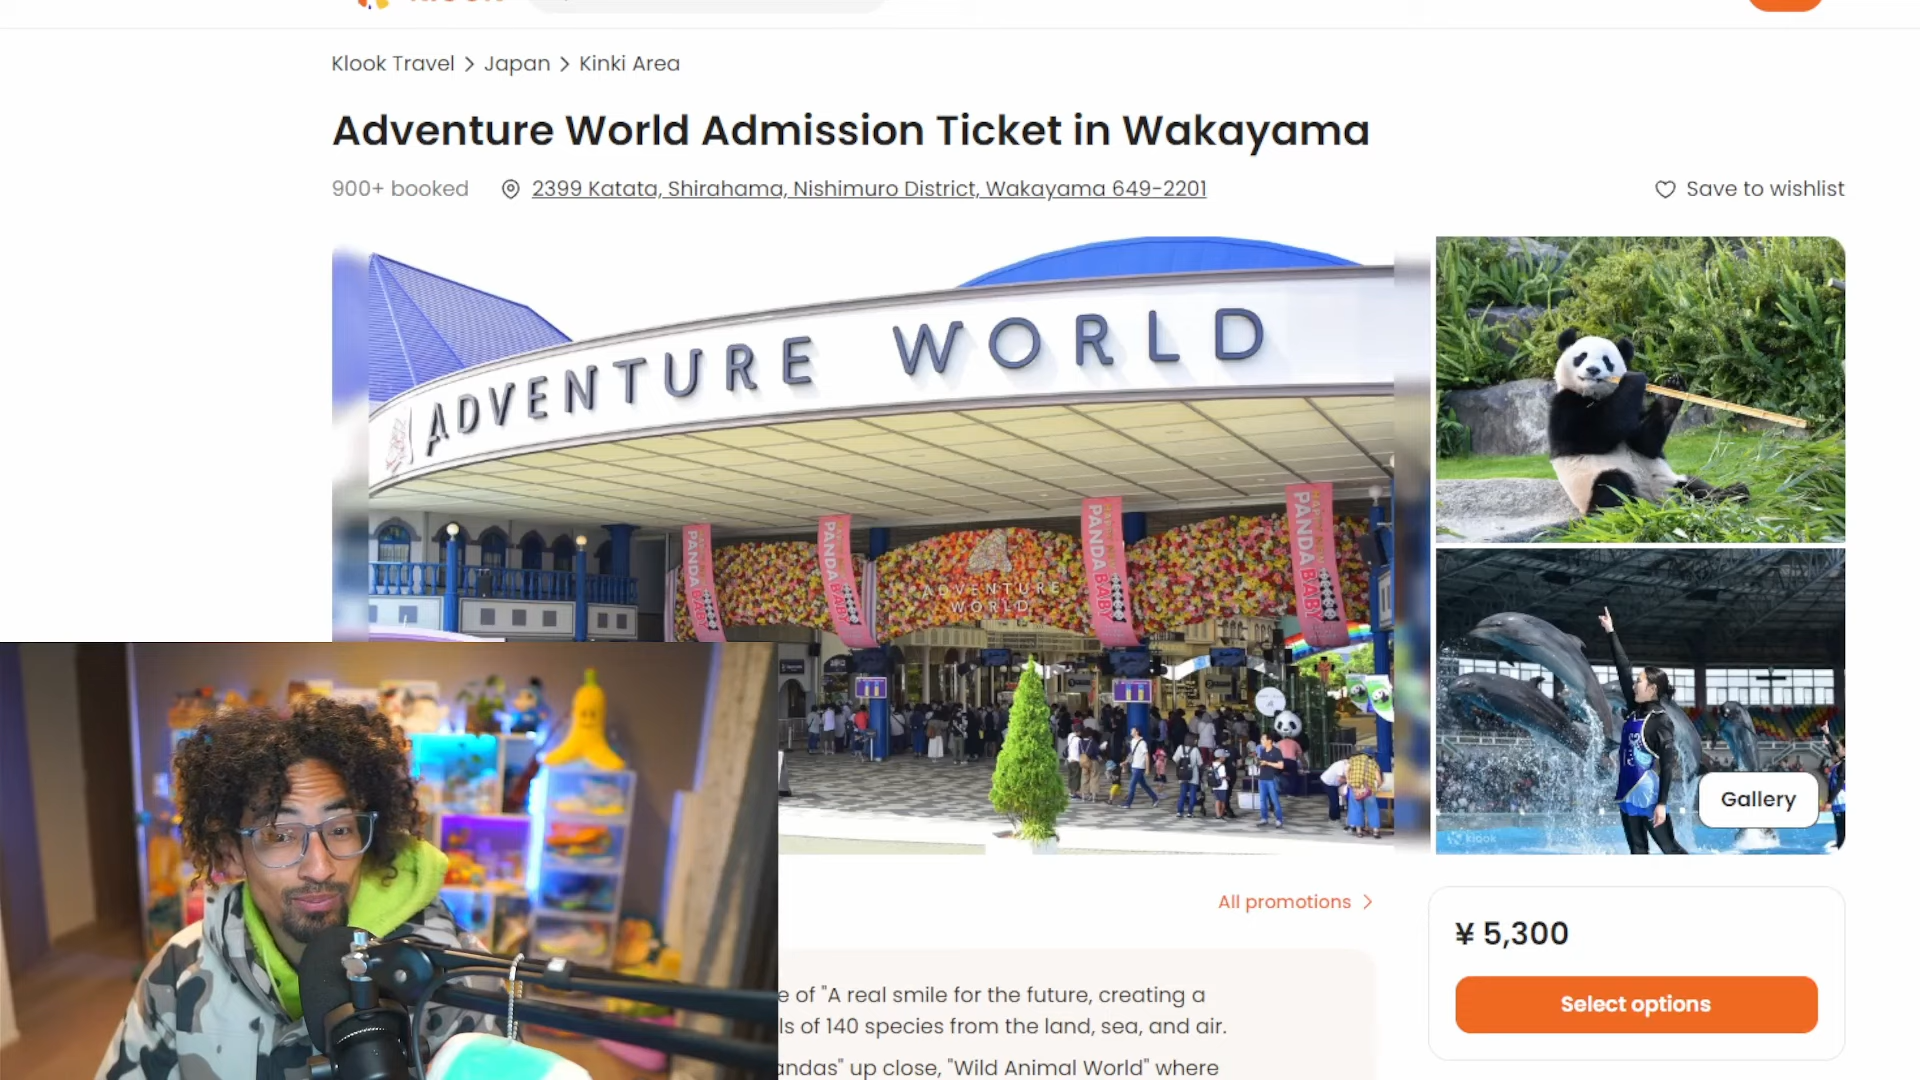 Klook Travel > Japan > Kinki Area
Adventure World Admission Ticket in Wakayama
900+ booked
2399 Katata, Shirahama, Nishimuro District, Wakayama 649-2201
Save to wishlist
ADVENTURE WORLD
PANDA BABY
PANDA BABY
PANDA BABY
PANDA BABY
ADVENTURE
WORLD
Gallery
klook
All promotions >
¥ 5,300
Select options
e of "A real smile for the future, creating a
ls of 140 species from the land, sea, and air.
andas" up close, "Wild Animal World" where